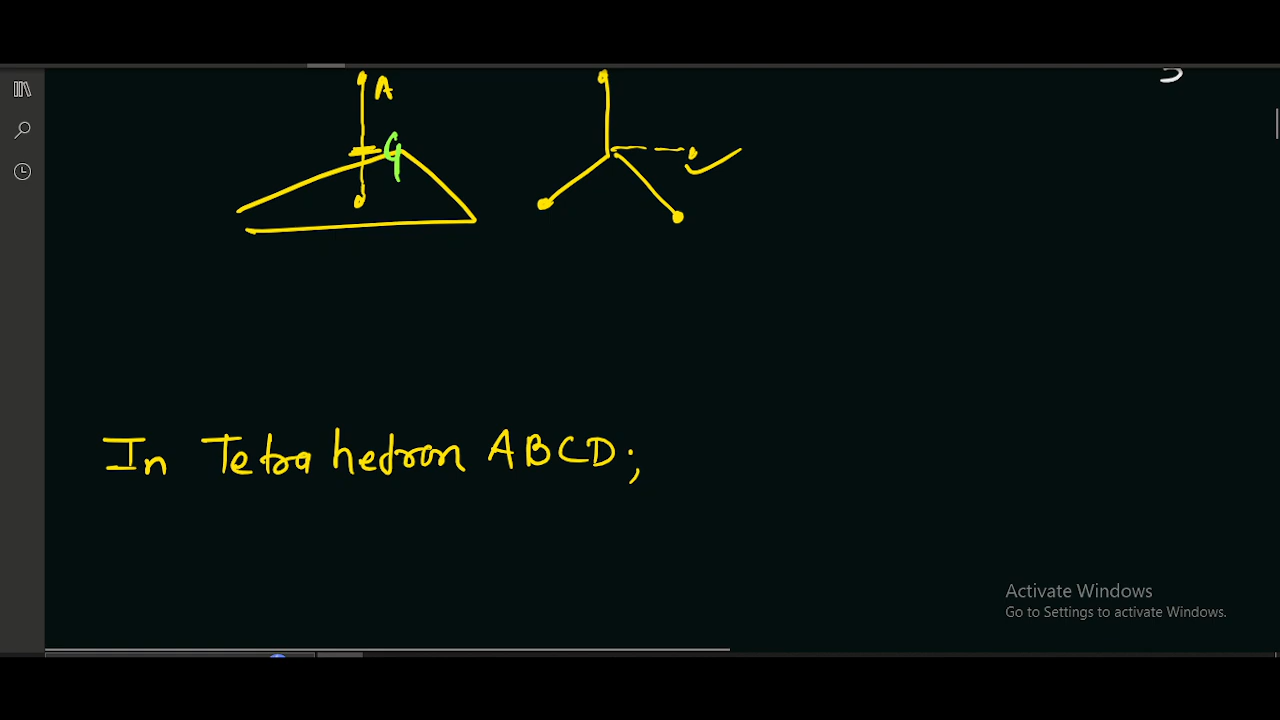 A
G
In Tetrahedron ABCD;
Activate Windows
Go to Settings to activate Windows.